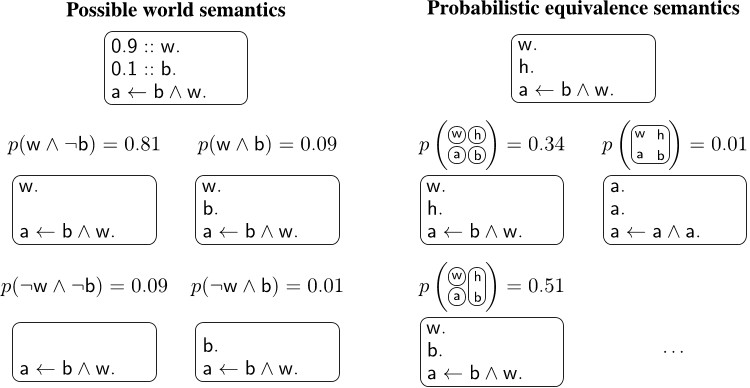 Possible world semantics
0.9 :: w.
0.1 :: b.
a ← b ∧ w.
p(w ∧ ¬b) = 0.81
p(w ∧ b) = 0.09
w.
a ← b ∧ w.
w.
b.
a ← b ∧ w.
p(¬w ∧ ¬b) = 0.09
p(¬w ∧ b) = 0.01
a ← b ∧ w.
b.
a ← b ∧ w.
Probabilistic equivalence semantics
w.
h.
a ← b ∧ w.
p ( w h
a b ) = 0.34
p ( w h
a b ) = 0.01
w.
h.
a ← b ∧ w.
a.
a.
a ← a ∧ a.
p ( w h
a b ) = 0.51
w.
b.
a ← b ∧ w.
...